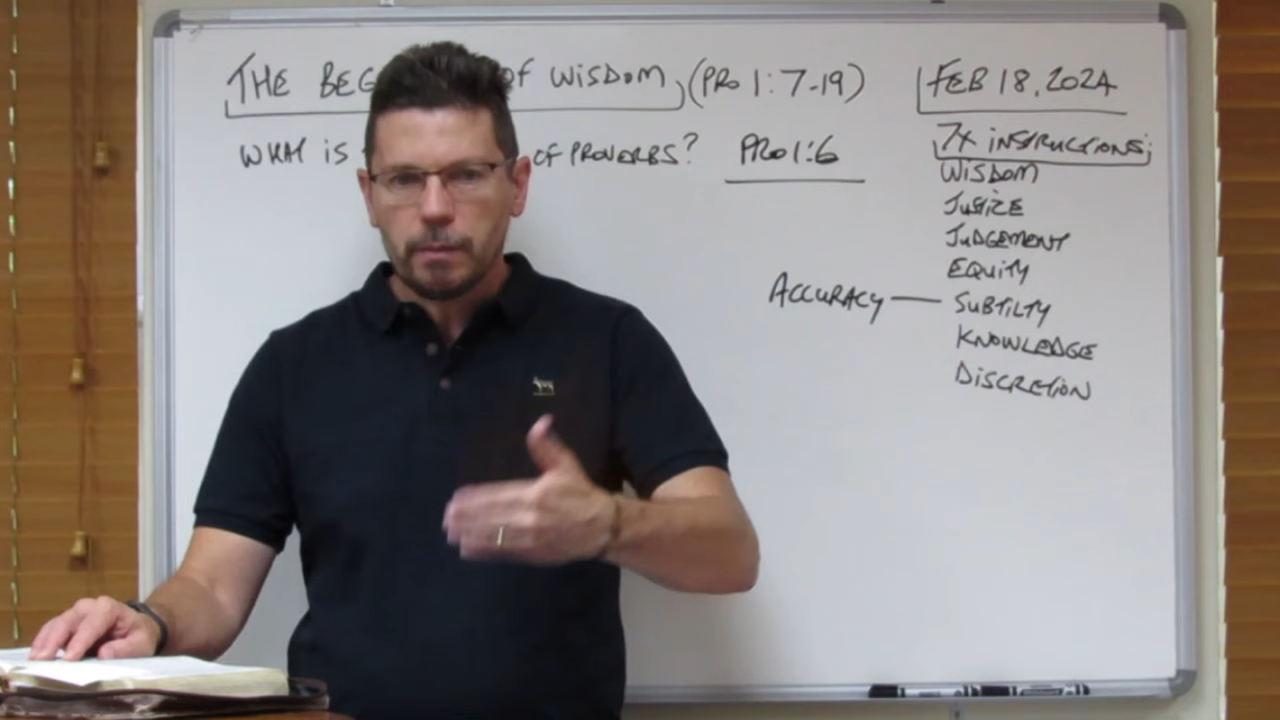 THE BEG OF WISDOM, (PRO 1:7-19)
WHAT IS OF PROVERBS? PRO 1:6
FEB 18, 2024
7x INSTRUCTIONS:
WISDOM
JUSTICE
JUDGEMENT
EQUITY
ACCURACY — SUBTILTY
KNOWLEDGE
DISCRETION